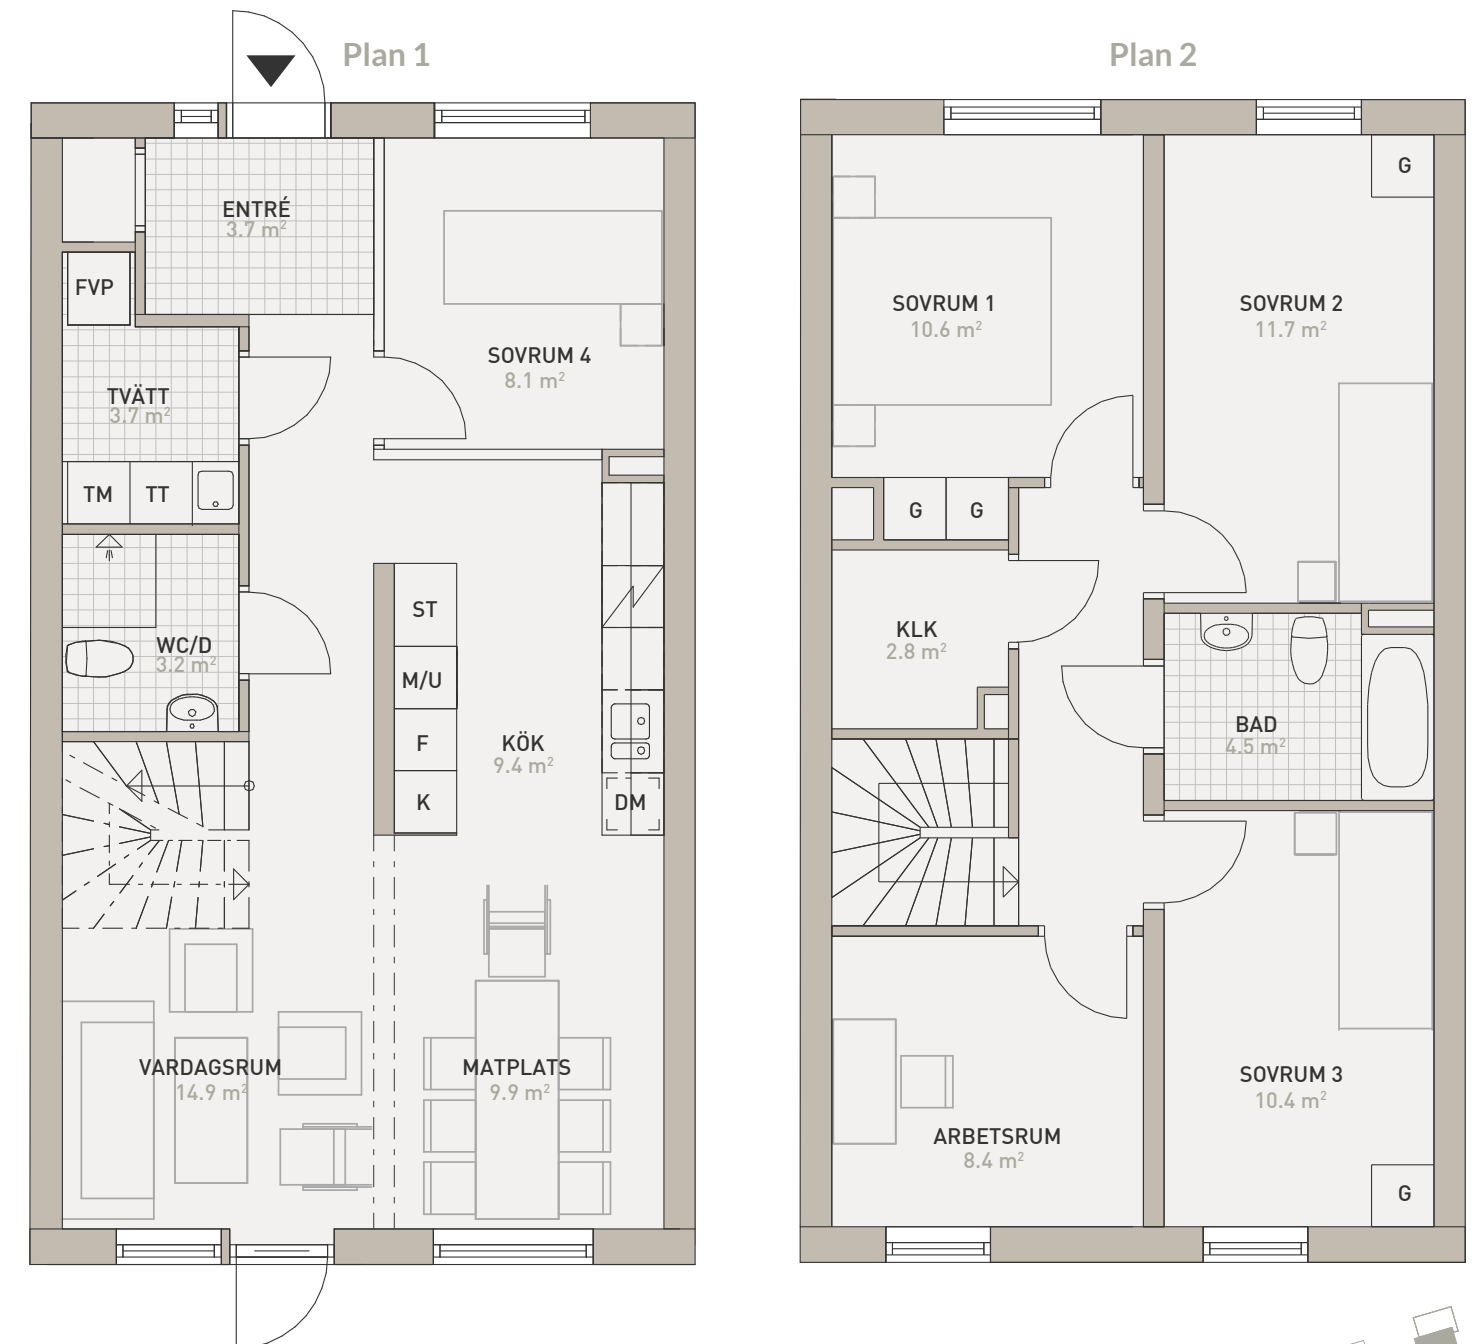 Plan 1
ENTRÉ
3.7 m²
FVP
SOVRUM 4
8.1 m²
TVÄTT
3.7 m²
TM
TT
ST
WC/D
3.2 m²
M/U
F
KÖK
9.4 m²
K
DM
VARDAGSRUM
14.9 m²
MATPLATS
9.9 m²
Plan 2
G
SOVRUM 1
10.6 m²
SOVRUM 2
11.7 m²
G
G
KLK
2.8 m²
BAD
4.5 m²
SOVRUM 3
10.4 m²
ARBETSRUM
8.4 m²
G